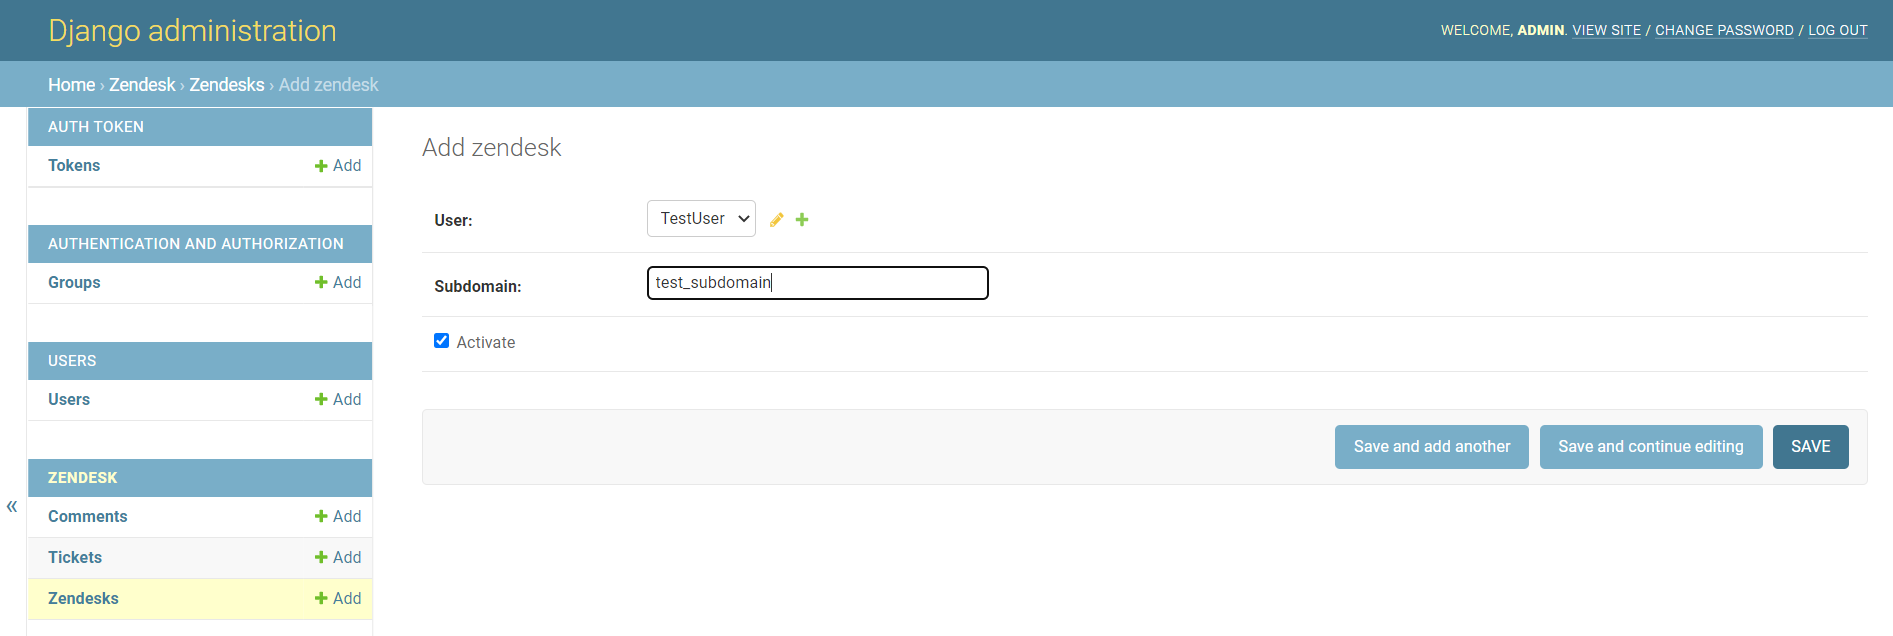 Django administration
WELCOME, ADMIN. VIEW SITE / CHANGE PASSWORD / LOG OUT
Home › Zendesk › Zendesks › Add zendesk
AUTH TOKEN
Tokens Add
AUTHENTICATION AND AUTHORIZATION
Groups Add
USERS
Users Add
ZENDESK
Comments Add
Tickets Add
Zendesks Add
«
Add zendesk
User: TestUser
Subdomain: test_subdomain
Activate
Save and add another Save and continue editing SAVE